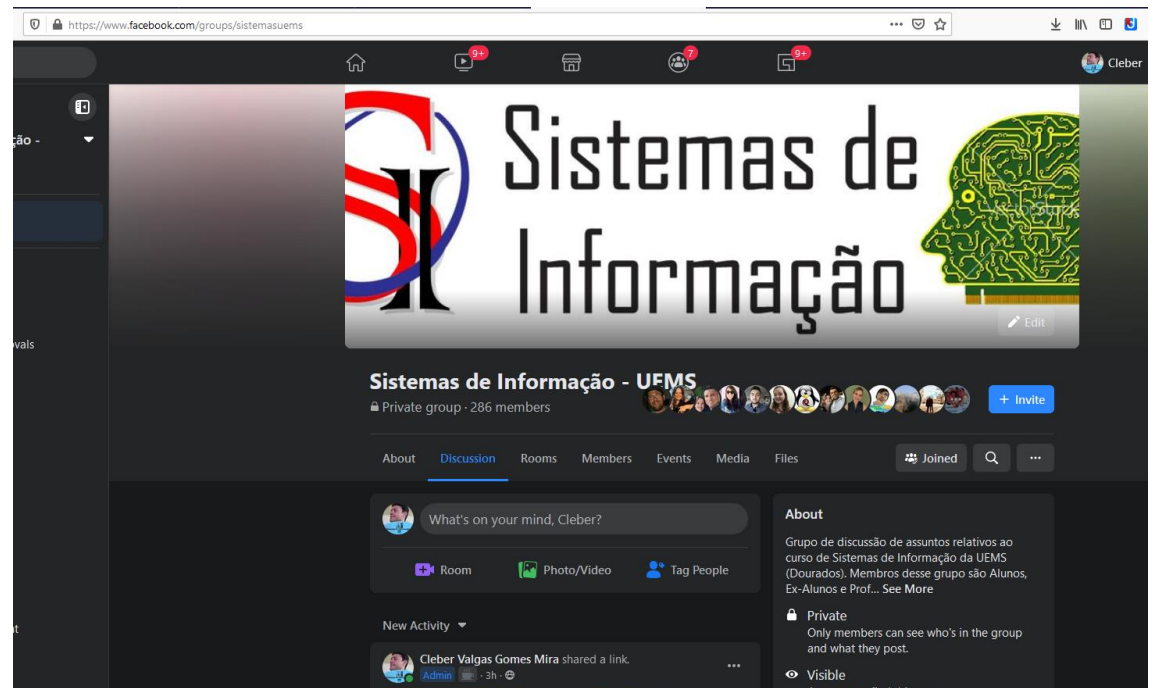 https://www.facebook.com/groups/sistemasuems
9+
7
9+
Cleber
ção -
vals
t
SI
Sistemas de
Informação
VectorStock
Edit
Sistemas de Informação - UEMS
Private group · 286 members
+ Invite
About Discussion Rooms Members Events Media Files
Joined
What's on your mind, Cleber?
Room Photo/Video Tag People
New Activity
Cleber Valgas Gomes Mira shared a link.
Admin · 3h ·
About
Grupo de discussão de assuntos relativos ao
curso de Sistemas de Informação da UEMS
(Dourados). Membros desse grupo são Alunos,
Ex-Alunos e Prof... See More
Private
Only members can see who's in the group
and what they post.
Visible